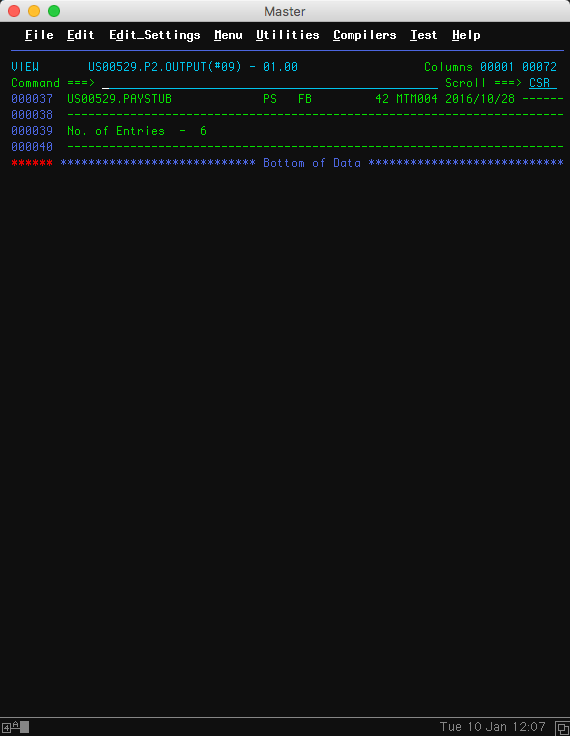 Master
File Edit Edit_Settings Menu Utilities Compilers Test Help
VIEW US00529.P2.OUTPUT(#09) - 01.00 Columns 00001 00072
Command ===> Scroll ===> CSR
000037 US00529.PAYSTUB PS FB 42 MTM004 2016/10/28 ------
000038 -----------------------------------------------------------------------
000039 No. of Entries - 6
000040 -----------------------------------------------------------------------
****** **************************** Bottom of Data ****************************
4 A Tue 10 Jan 12:07